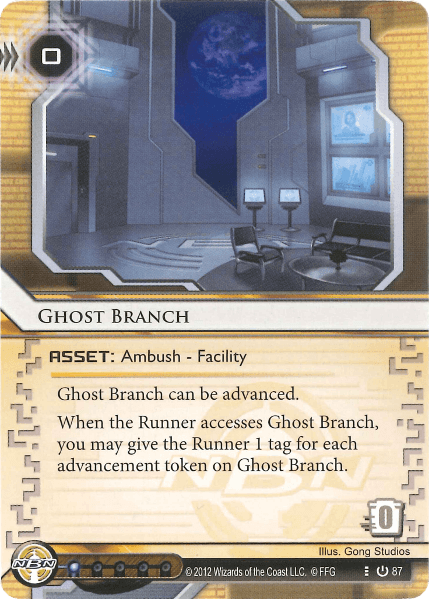 0
GHOST BRANCH
ASSET: Ambush - Facility
Ghost Branch can be advanced.
When the Runner accesses Ghost Branch,
you may give the Runner 1 tag for each
advancement token on Ghost Branch.
NBN
0
Illus. Gong Studios
NBN
© 2012 Wizards of the Coast LLC. © FFG
87